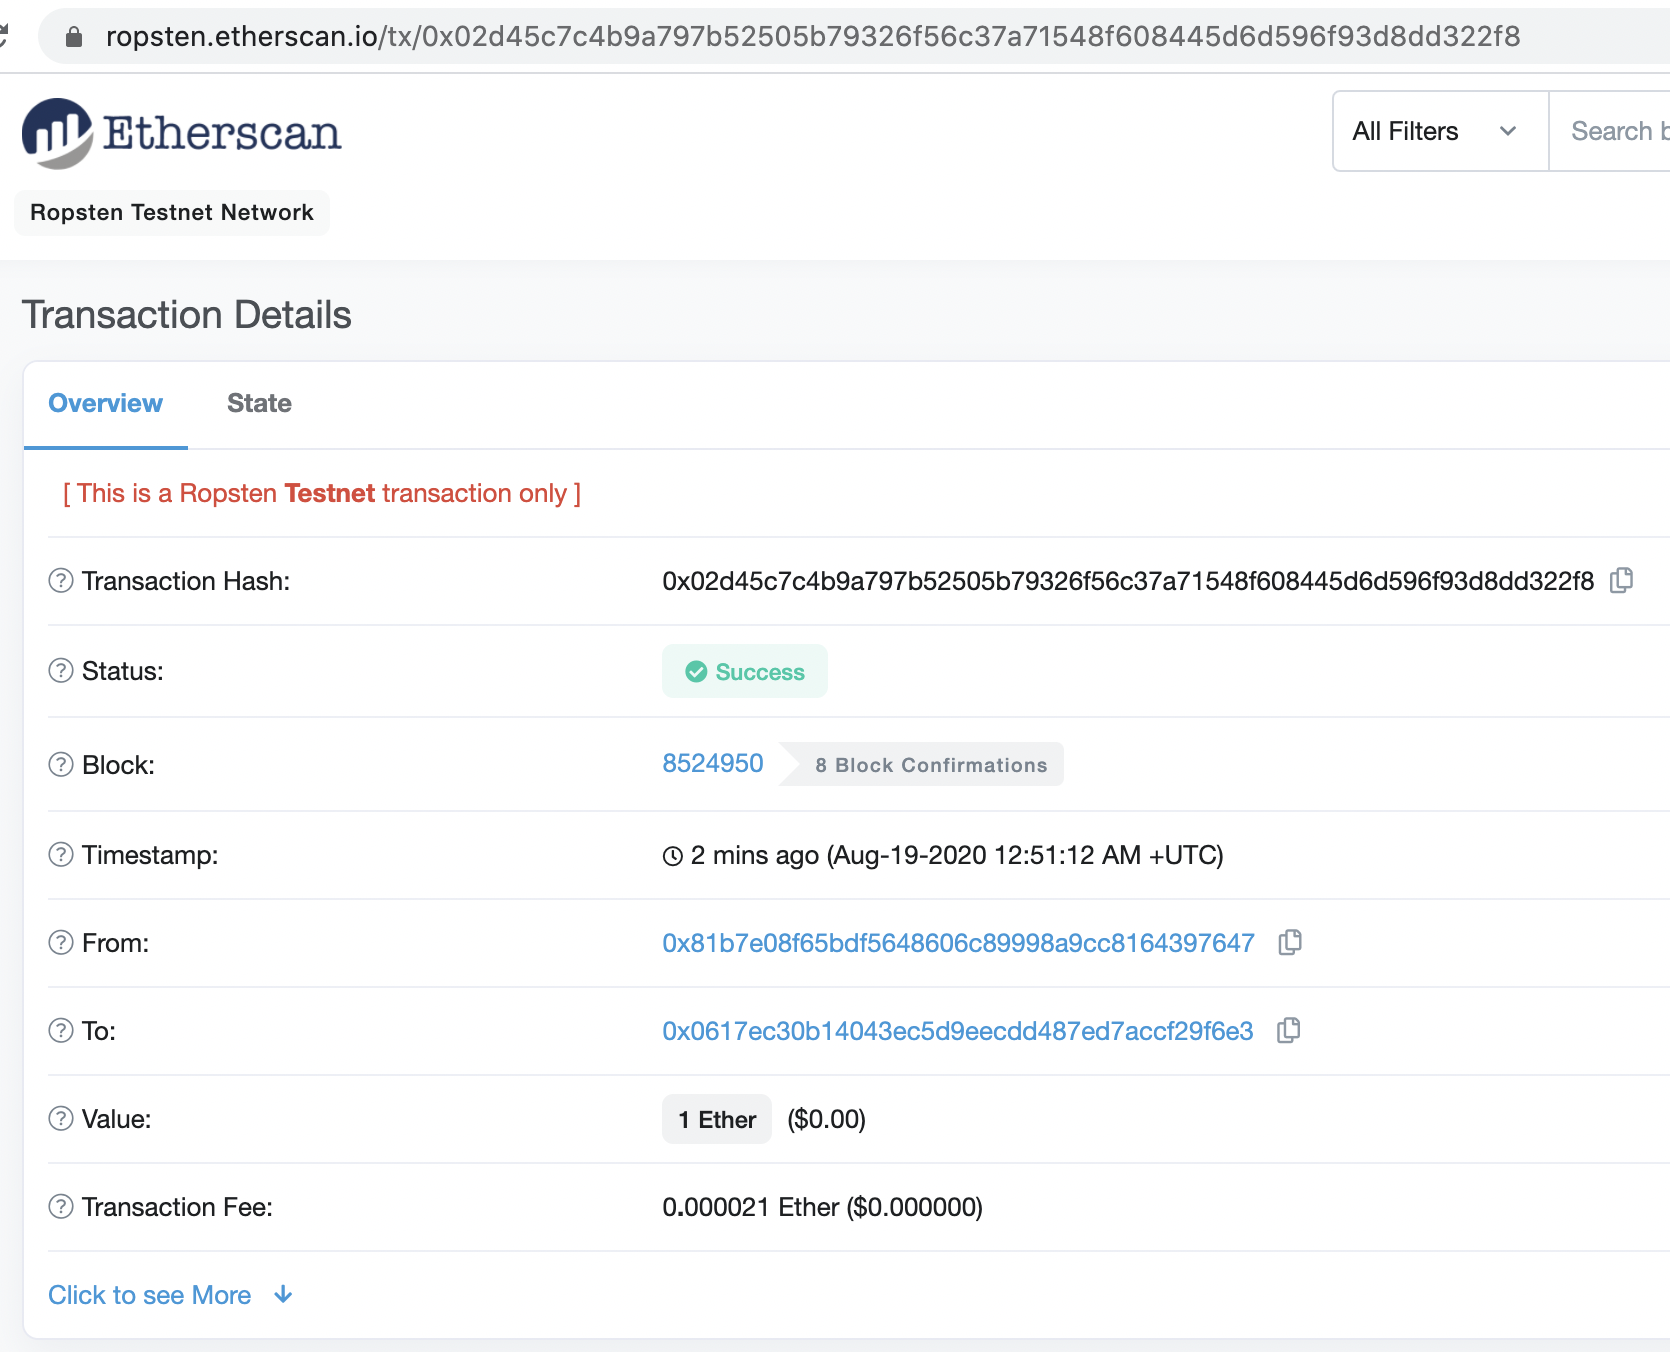 ropsten.etherscan.io/tx/0x02d45c7c4b9a797b52505b79326f56c37a71548f608445d6d596f93d8dd322f8
Etherscan
All Filters
Search b
Ropsten Testnet Network
Transaction Details
Overview State
[ This is a Ropsten Testnet transaction only ]
Transaction Hash: 0x02d45c7c4b9a797b52505b79326f56c37a71548f608445d6d596f93d8dd322f8
Status: Success
Block: 8524950 8 Block Confirmations
Timestamp: 2 mins ago (Aug-19-2020 12:51:12 AM +UTC)
From: 0x81b7e08f65bdf5648606c89998a9cc8164397647
To: 0x0617ec30b14043ec5d9eecdd487ed7accf29f6e3
Value: 1 Ether ($0.00)
Transaction Fee: 0.000021 Ether ($0.000000)
Click to see More